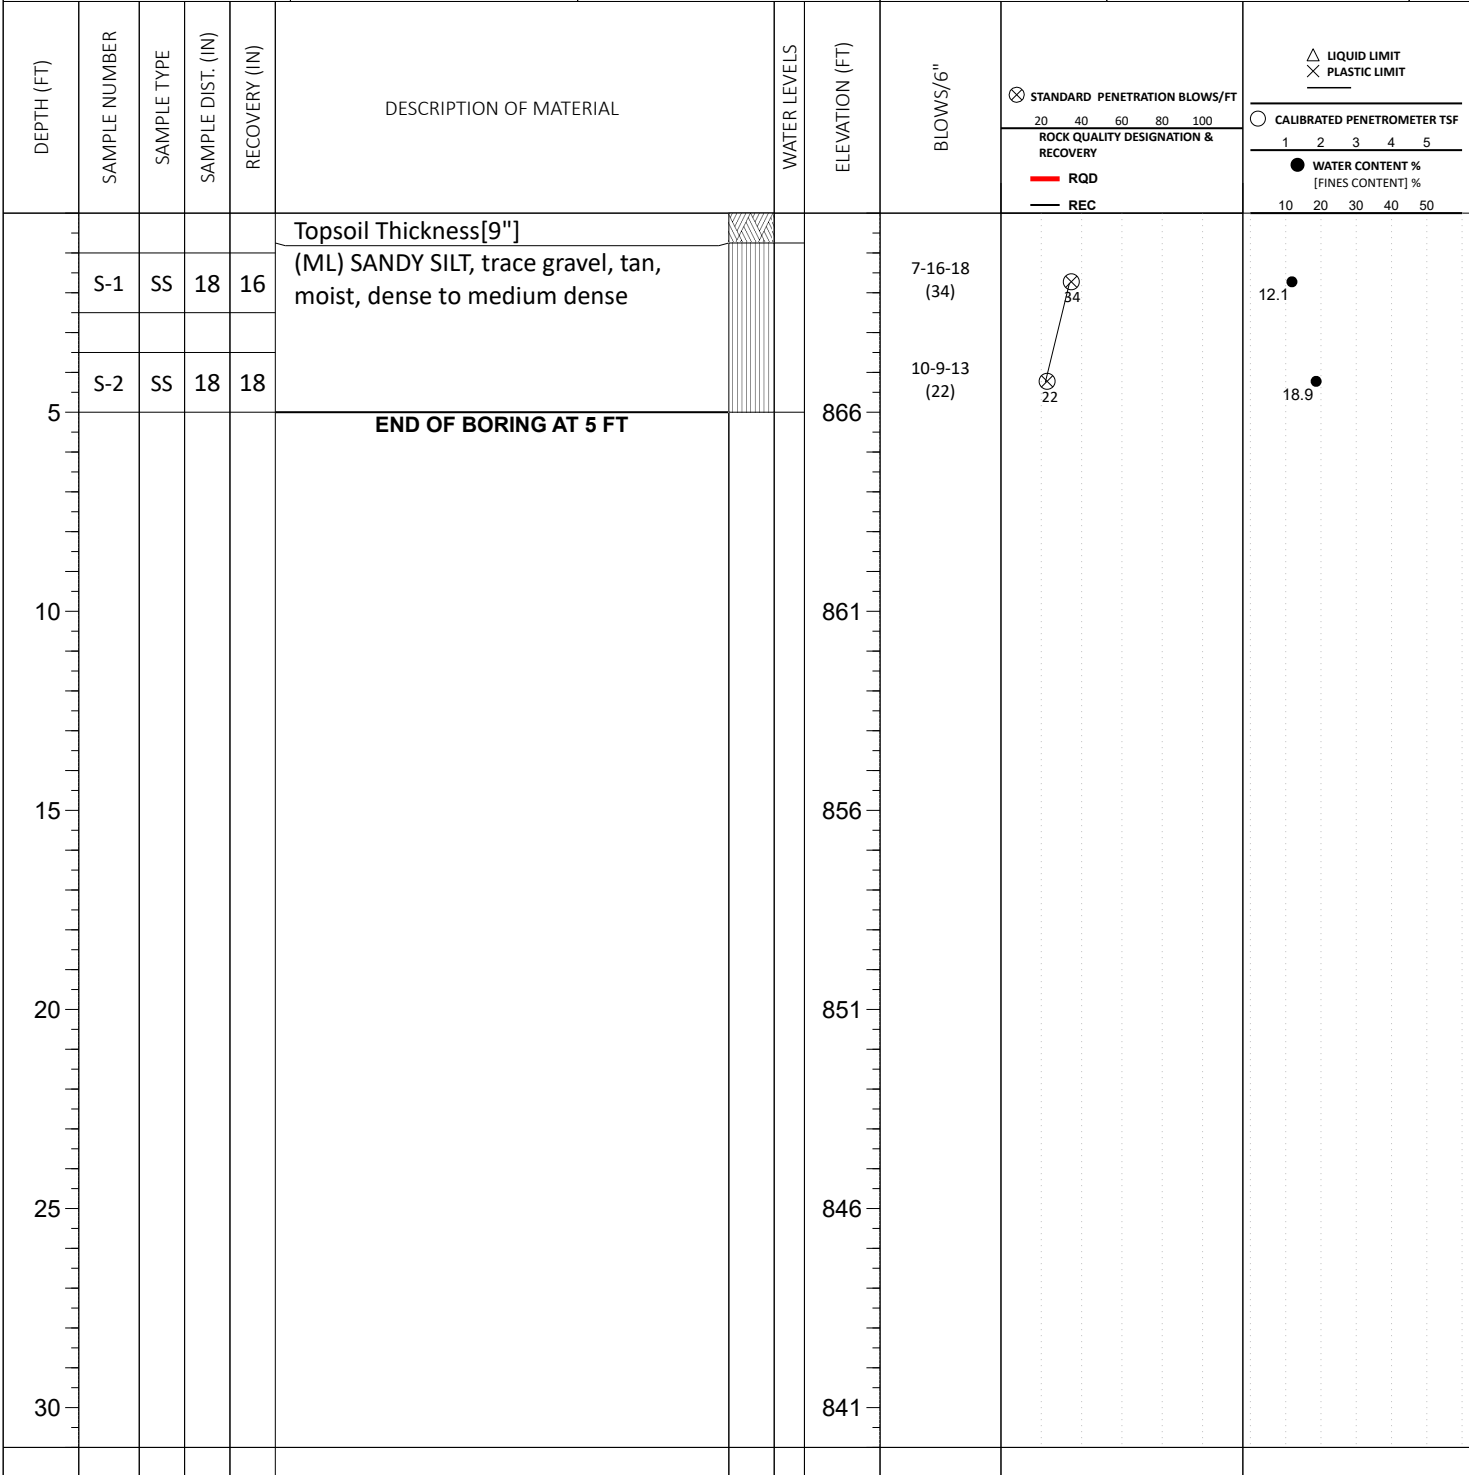 DEPTH (FT)
SAMPLE NUMBER
SAMPLE TYPE
SAMPLE DIST. (IN)
RECOVERY (IN)
DESCRIPTION OF MATERIAL
WATER LEVELS
ELEVATION (FT)
BLOWS/6"
STANDARD PENETRATION BLOWS/FT
20 40 60 80 100
ROCK QUALITY DESIGNATION &
RECOVERY
RQD
REC
LIQUID LIMIT
PLASTIC LIMIT
CALIBRATED PENETROMETER TSF
1 2 3 4 5
WATER CONTENT %
[FINES CONTENT] %
10 20 30 40 50
Topsoil Thickness[9"]
(ML) SANDY SILT, trace gravel, tan,
moist, dense to medium dense
S-1 SS 18 16
7-16-18
(34)
34
12.1
S-2 SS 18 18
10-9-13
(22)
22
18.9
5
END OF BORING AT 5 FT
866
10 861
15 856
20 851
25 846
30 841